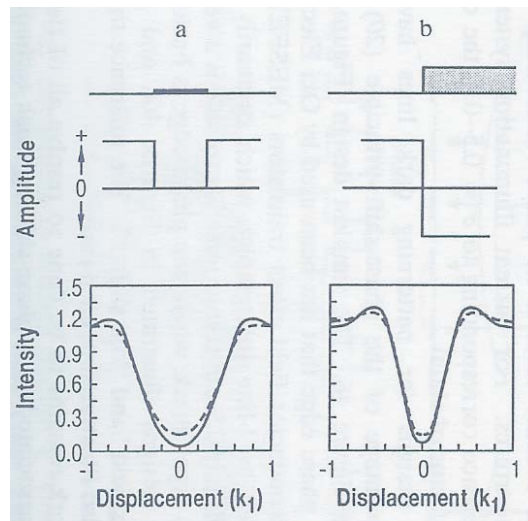 a b
Amplitude
+
0
-
Intensity
1.5
1.2
0.9
0.6
0.3
0.0
-1 0 1 -1 0 1
Displacement (k1) Displacement (k1)